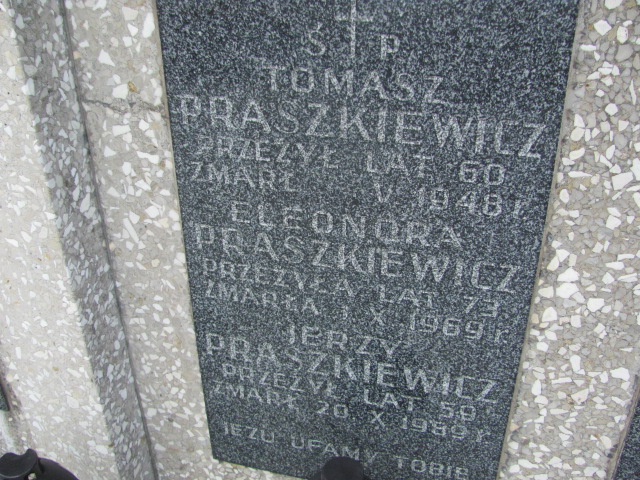 Ś P
TOMASZ
PRASZKIEWICZ
PRZEŻYŁ LAT 60
ZMARŁ V 1948 r.
ELEONORA
PRASZKIEWICZ
PRZEŻYŁA LAT 73
ZMARŁA 1 X 1969 r.
JERZY
PRASZKIEWICZ
PRZEŻYŁ LAT 59
ZMARŁ 20 X 1989 r.
JEZU UFAMY TOBIE